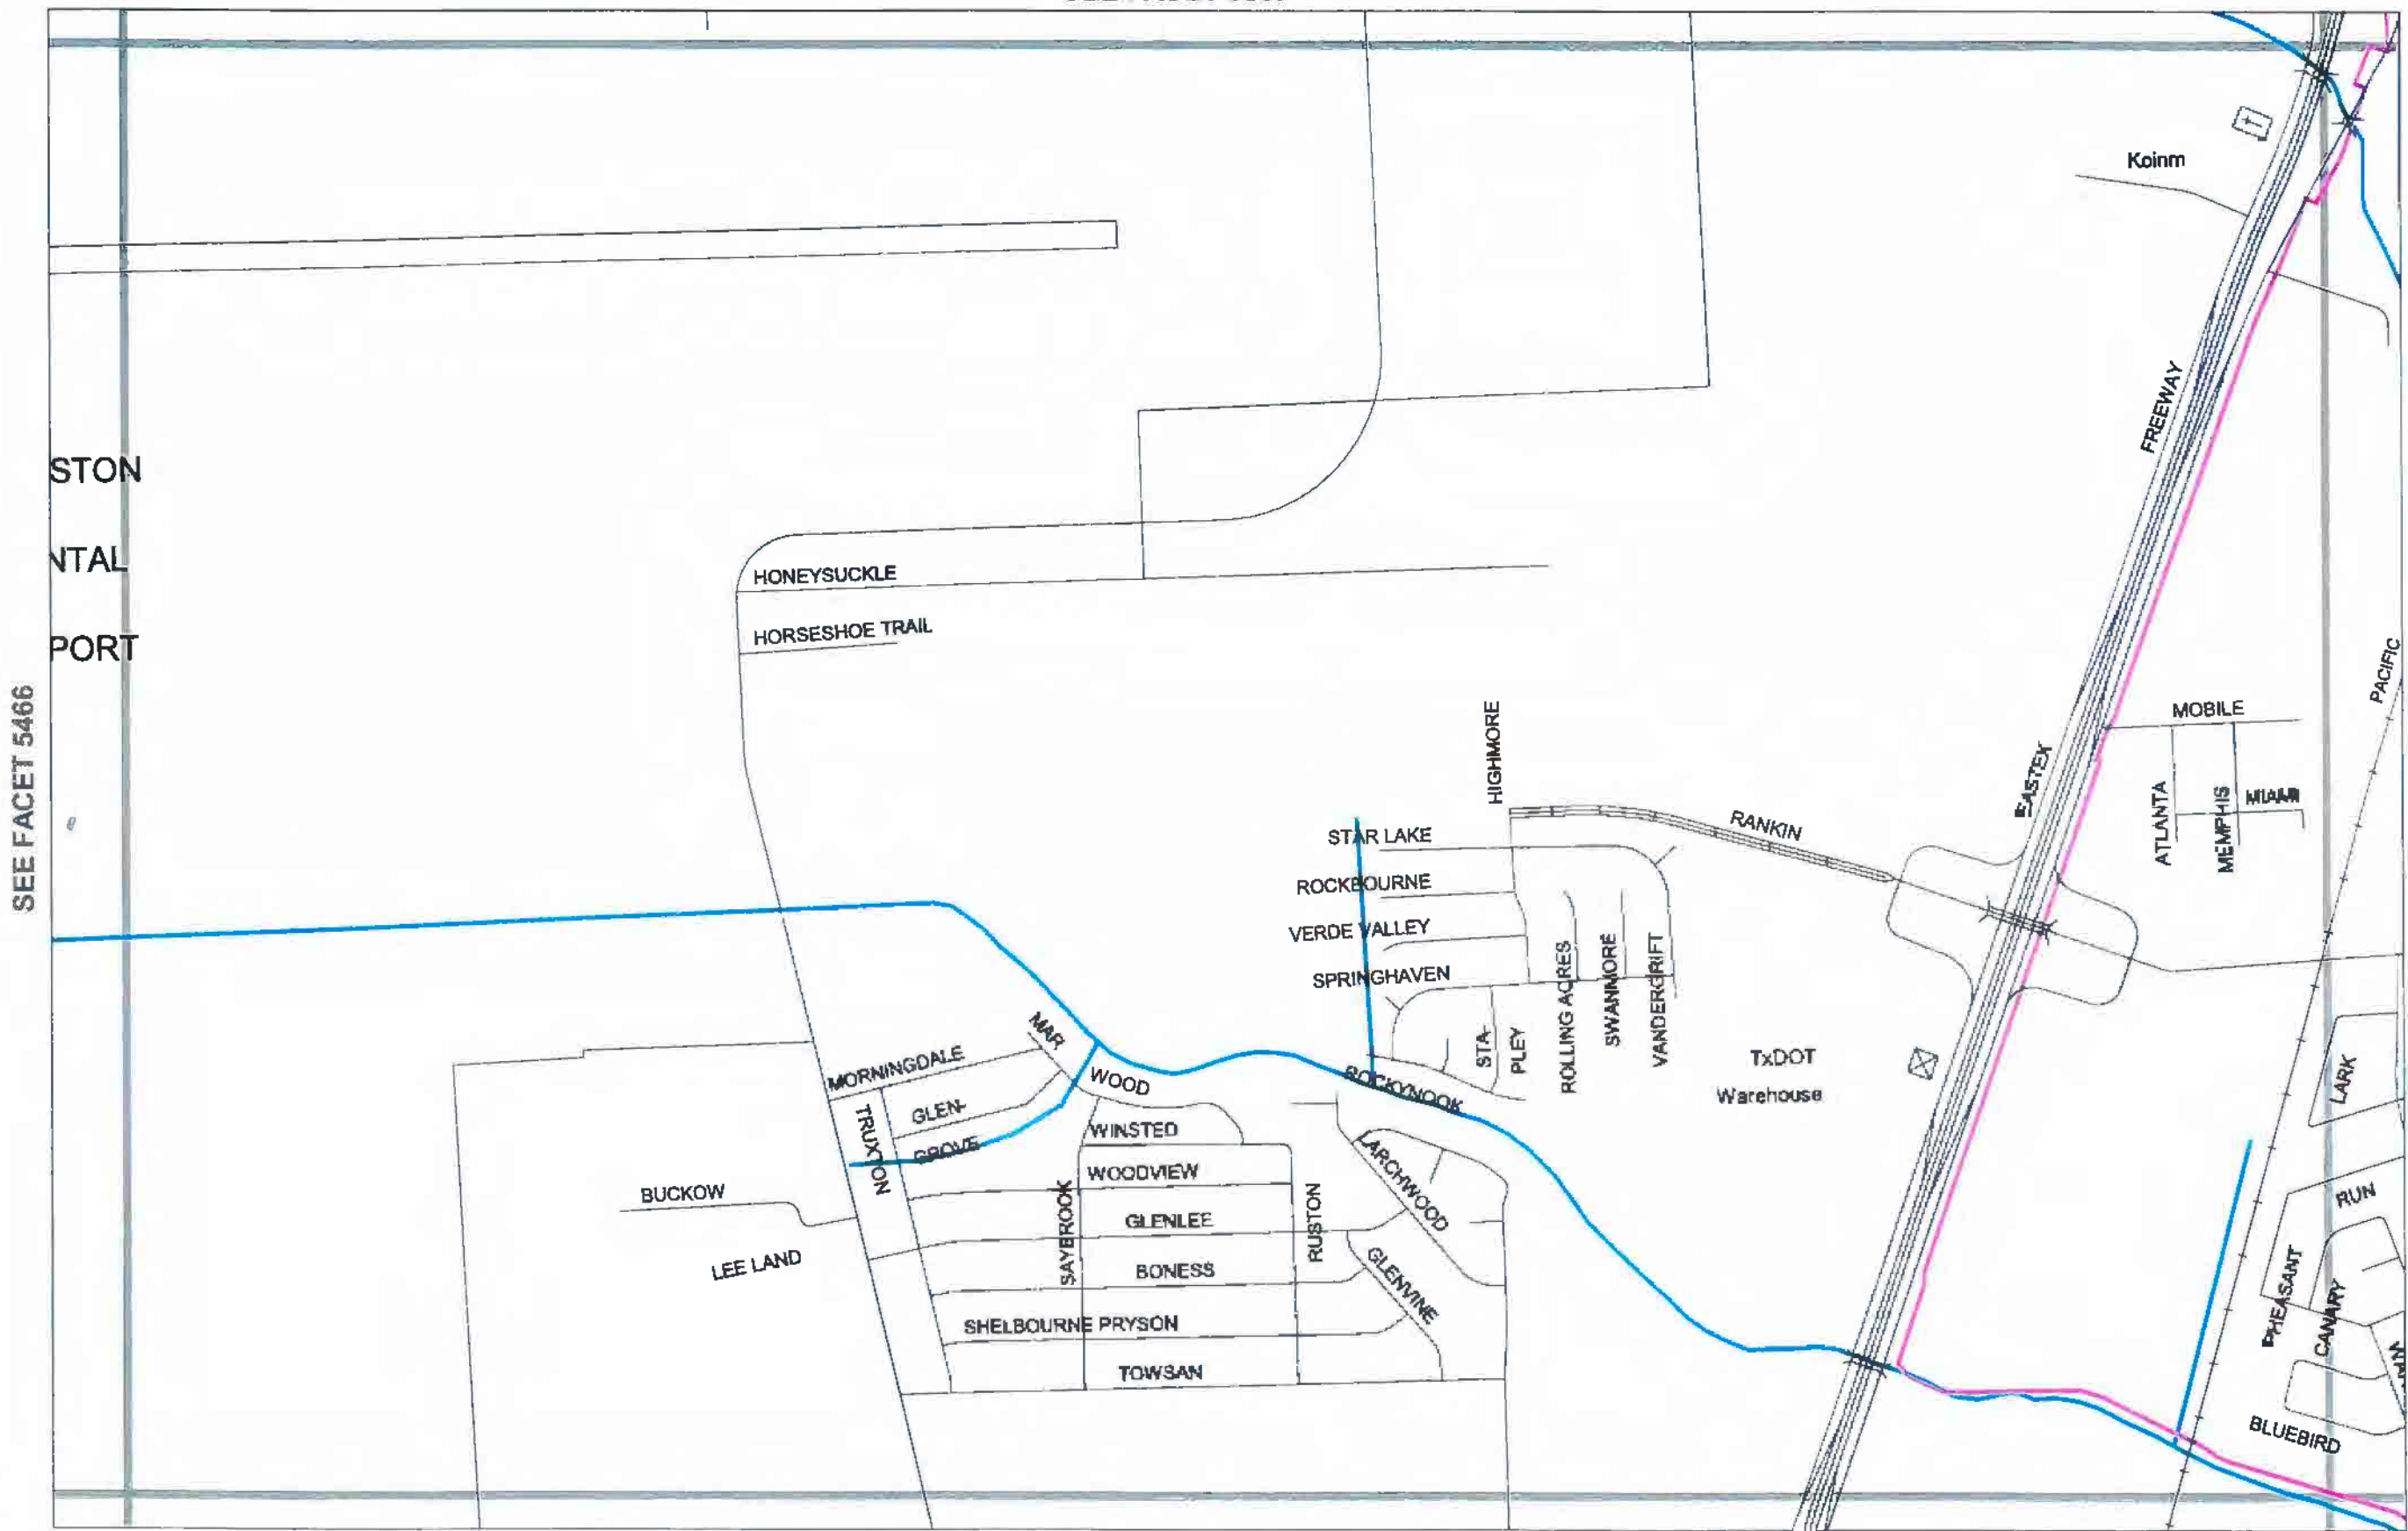 Koinm
FREEWAY
STON
NTAL
PORT
HONEYSUCKLE
HORSESHOE TRAIL
SEE FACET 5466
PACIFIC
MOBILE
HIGHMORE
EASTEX
ATLANTA
MEMPHIS
MIAMI
STAR LAKE
RANKIN
ROCKBOURNE
VERDE VALLEY
SPRINGHAVEN
ROLLING ACRES
SWANMORE
VANDERGRIFT
STA-
PLEY
MAR
WOOD
MORNINGDALE
ROCKYNOOK
TxDOT
Warehouse
LARK
GLEN-
GROVE
TRUXTON
WINSTED
WOODVIEW
LARCHWOOD
BUCKOW
SAYBROOK
GLENLEE
RUSTON
RUN
LEE LAND
BONESS
GLENVINE
PHEASANT
CANARY
SHELBOURNE PRYSON
TOWSAN
BLUEBIRD